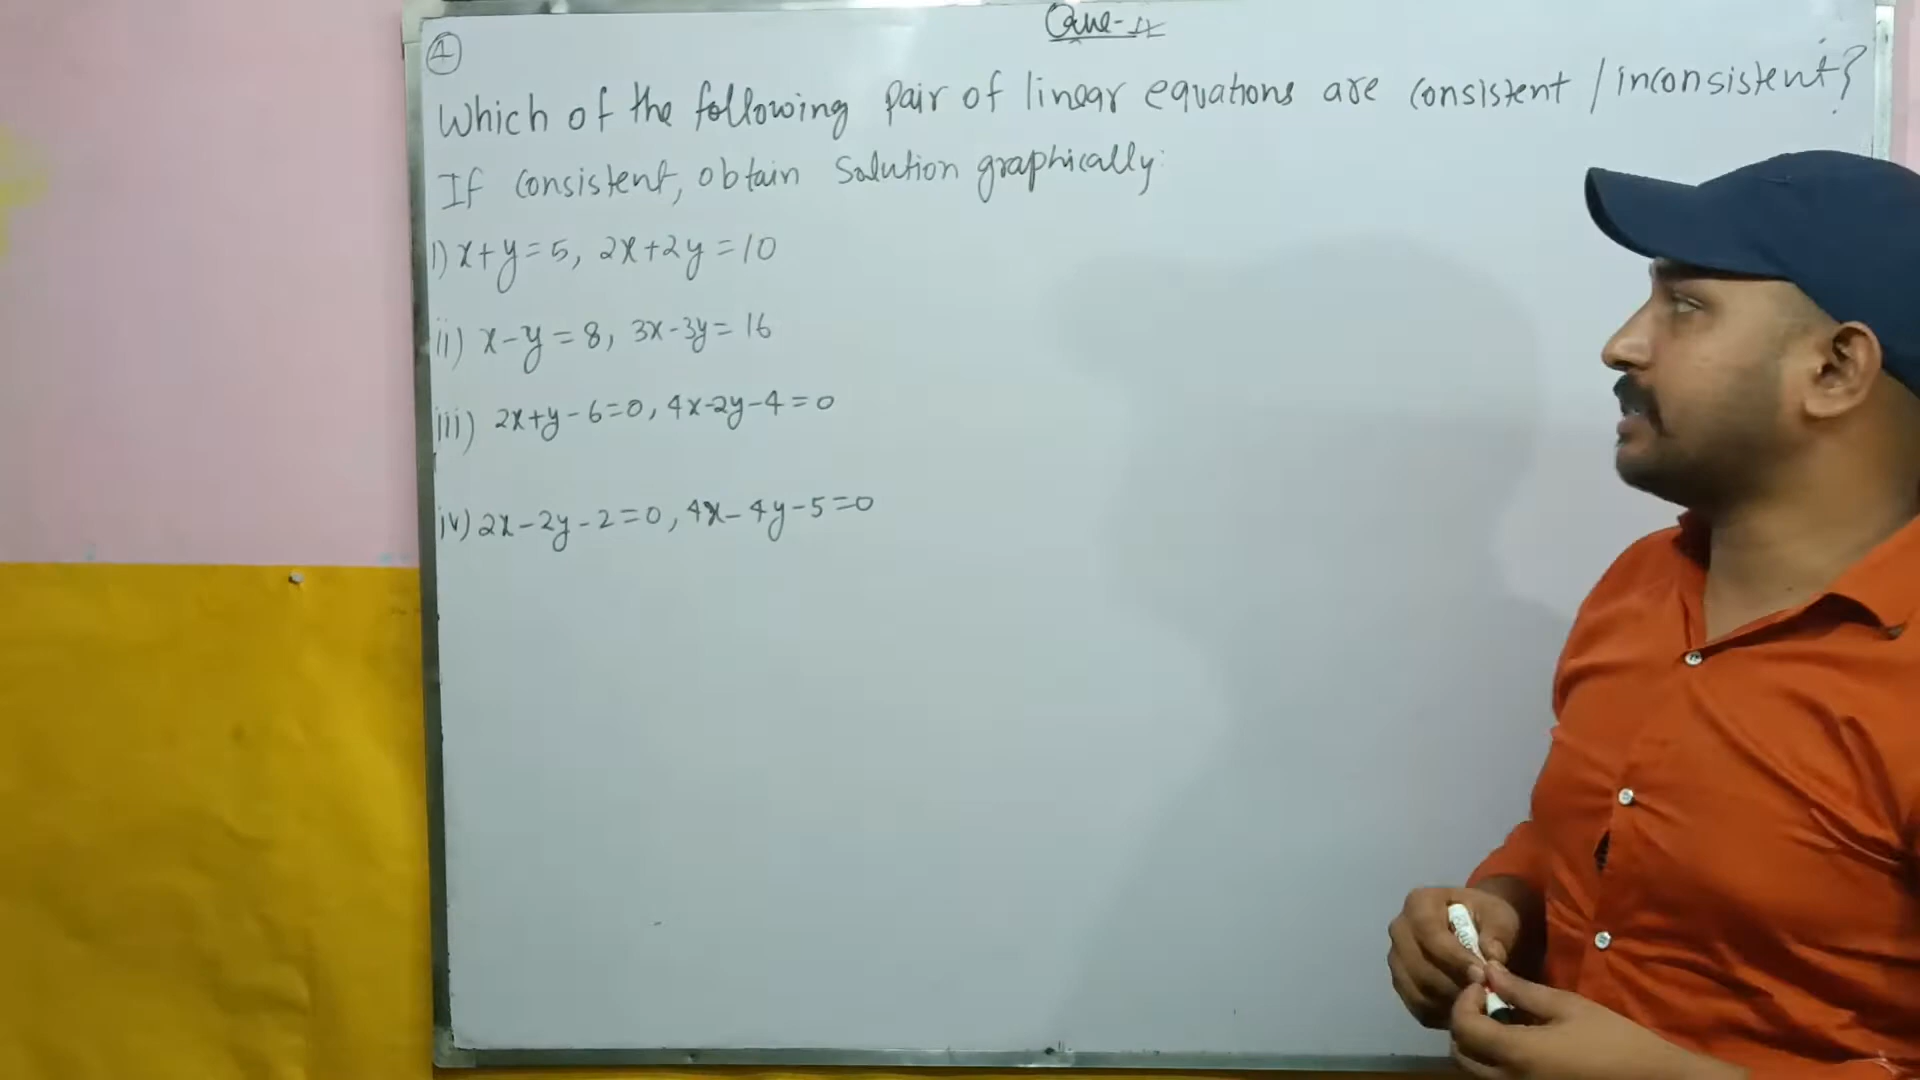 Que-4
④
Which of the following pair of linear equations are consistent / inconsistent?
If consistent, obtain solution graphically:
i) x+y=5, 2x+2y=10
ii) x-y=8, 3x-3y=16
iii) 2x+y-6=0, 4x-2y-4=0
iv) 2x-2y-2=0, 4x-4y-5=0